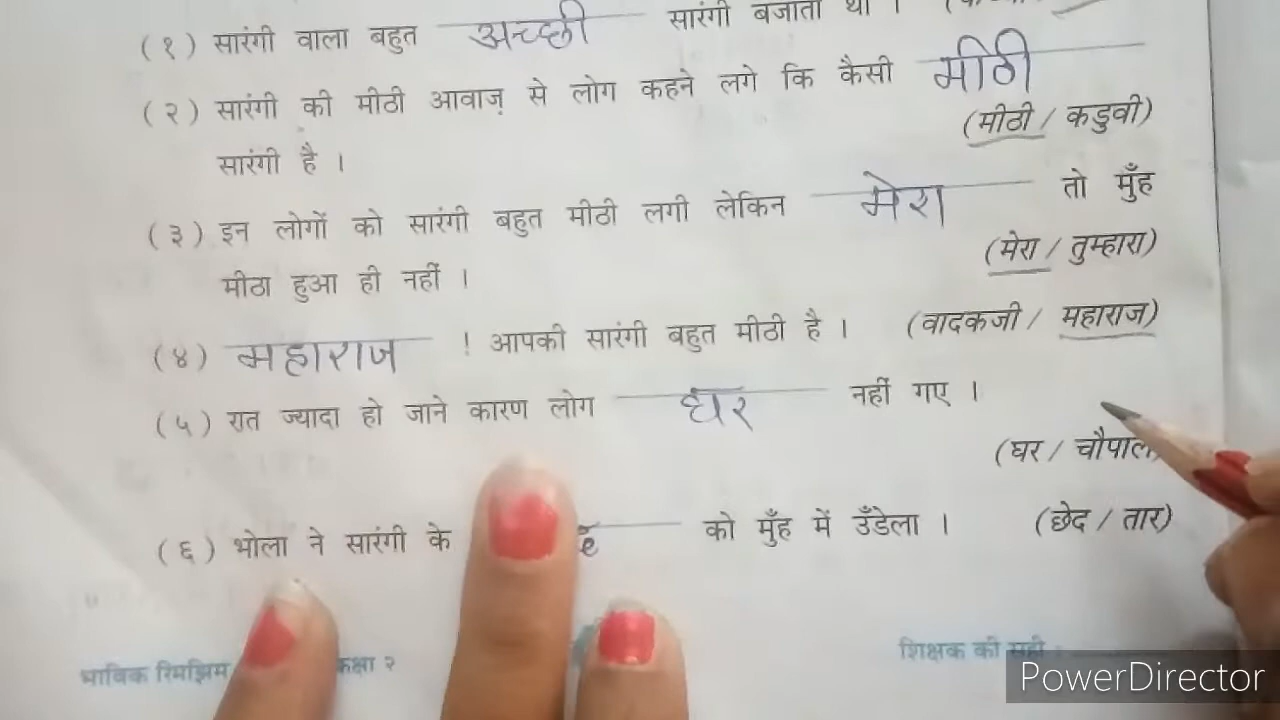 (१) सारंगी वाला बहुत अच्छी सारंगी बजाता था ।
(२) सारंगी की मीठी आवाज़ से लोग कहने लगे कि कैसी मीठी
(मीठी / कडुवी)
सारंगी है ।
(३) इन लोगों को सारंगी बहुत मीठी लगी लेकिन मेरा तो मुँह
(मेरा / तुम्हारा)
मीठा हुआ ही नहीं ।
(४) महाराज ! आपकी सारंगी बहुत मीठी है । (वादकजी / महाराज)
(५) रात ज्यादा हो जाने कारण लोग घर नहीं गए ।
(घर / चौपाल
(६) भोला ने सारंगी के को मुँह में उँडेला । (छेद / तार)
भाविक रिमझिम कक्षा २ शिक्षक की सही
PowerDirector